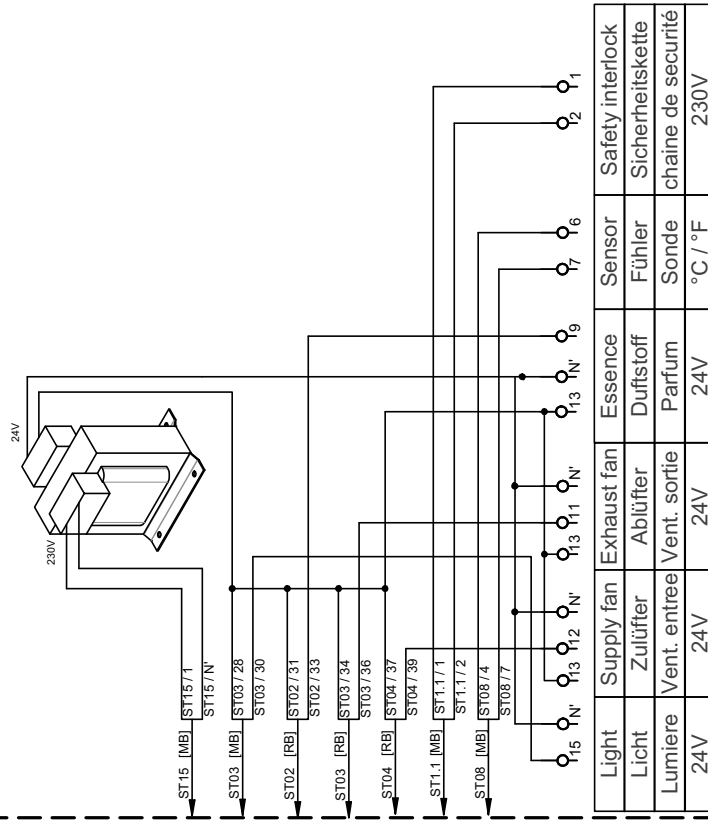 24V
230V
ST15 [MB]
ST15 / 1
ST15 / N'
ST03 [MB]
ST03 / 28
ST03 / 30
ST02 [RB]
ST02 / 31
ST02 / 33
ST03 [RB]
ST03 / 34
ST03 / 36
ST04 [RB]
ST04 / 37
ST04 / 39
ST1.1 [MB]
ST1.1 / 1
ST1.1 / 2
ST08 [MB]
ST08 / 4
ST08 / 7
15
N'
13
12
N'
13
11
N'
13
N'
9
7
6
2
1
Light
Licht
Lumiere
24V
Supply fan
Zulüfter
Vent. entree
24V
Exhaust fan
Ablüfter
Vent. sortie
24V
Essence
Duftstoff
Parfum
24V
Sensor
Fühler
Sonde
°C / °F
Safety interlock
Sicherheitskette
chaine de securité
230V